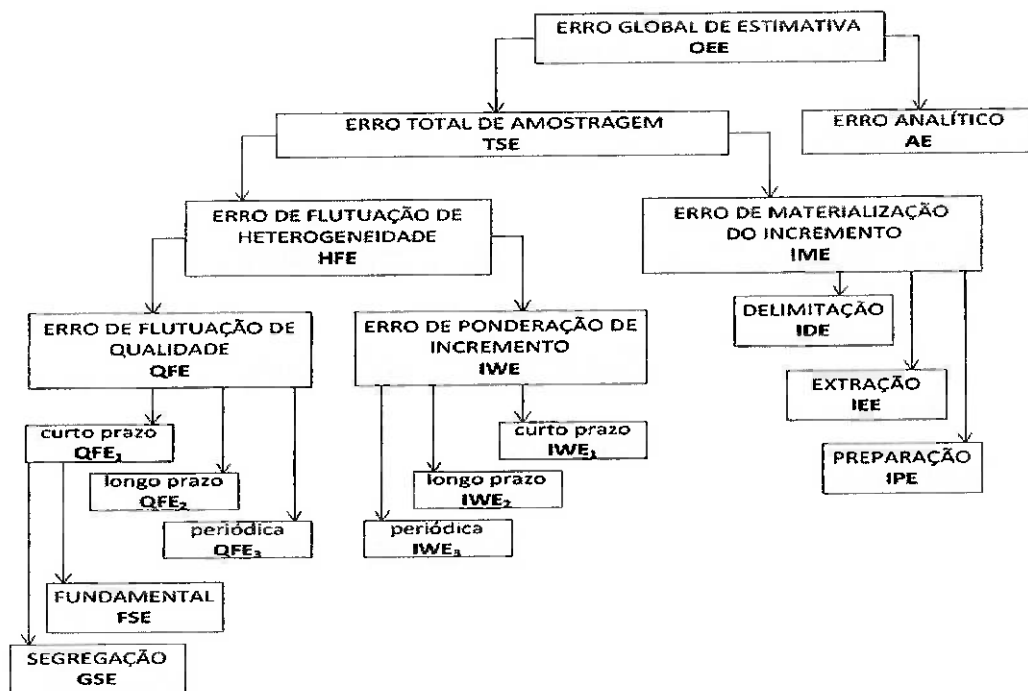 ERRO GLOBAL DE ESTIMATIVA
OEE
ERRO TOTAL DE AMOSTRAGEM
TSE
ERRO ANALÍTICO
AE
ERRO DE FLUTUAÇÃO DE
HETEROGENEIDADE
HFE
ERRO DE MATERIALIZAÇÃO
DO INCREMENTO
IME
ERRO DE FLUTUAÇÃO DE
QUALIDADE
QFE
ERRO DE PONDERAÇÃO DE
INCREMENTO
IWE
DELIMITAÇÃO
IDE
EXTRAÇÃO
IEE
PREPARAÇÃO
IPE
curto prazo
QFE₁
longo prazo
QFE₂
periódica
QFE₃
curto prazo
IWE₁
longo prazo
IWE₂
periódica
IWE₃
FUNDAMENTAL
FSE
SEGREGAÇÃO
GSE